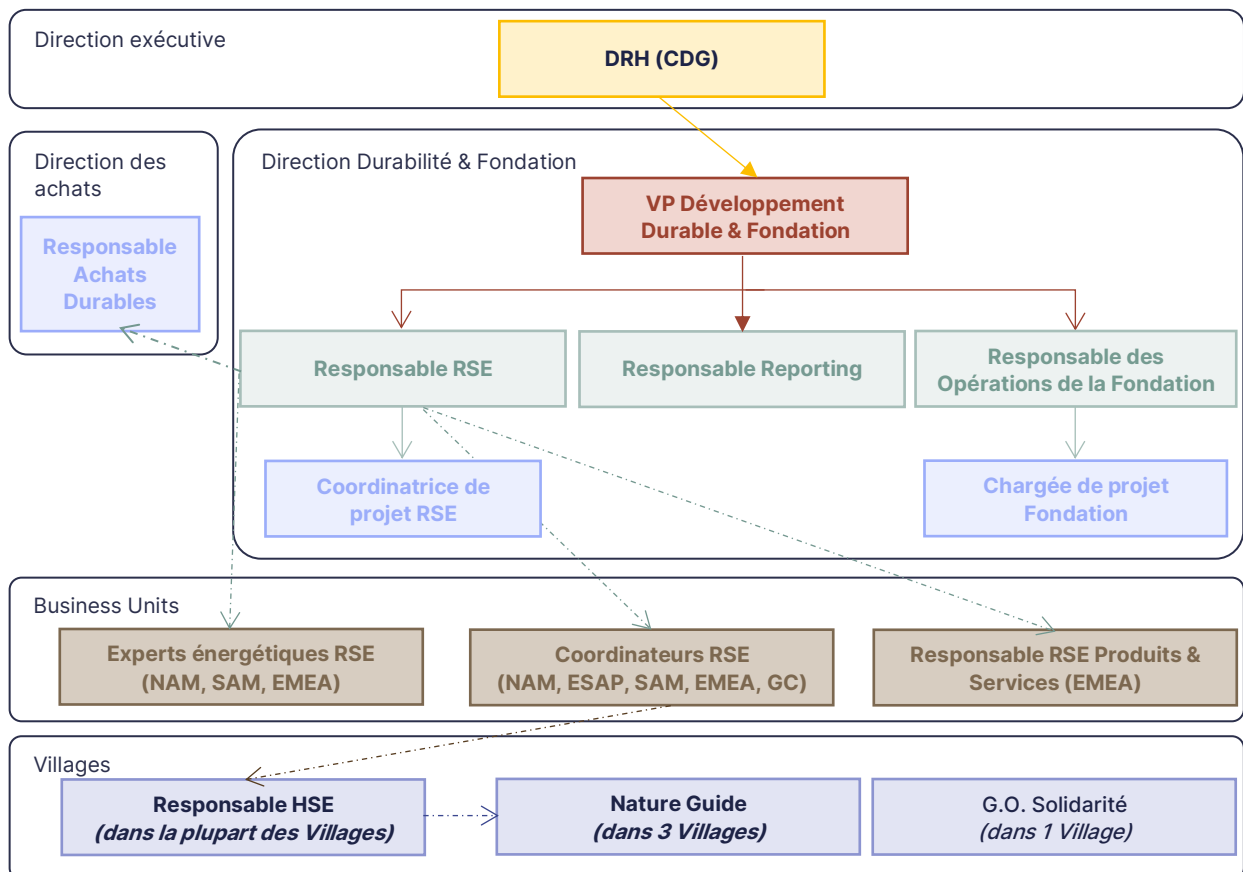 Direction exécutive
DRH (CDG)
Direction des
achats
Responsable
Achats
Durables
Direction Durabilité & Fondation
VP Développement
Durable & Fondation
Responsable RSE
Responsable Reporting
Responsable des
Opérations de la Fondation
Coordinatrice de
projet RSE
Chargée de projet
Fondation
Business Units
Experts énergétiques RSE
(NAM, SAM, EMEA)
Coordinateurs RSE
(NAM, ESAP, SAM, EMEA, GC)
Responsable RSE Produits &
Services (EMEA)
Villages
Responsable HSE
(dans la plupart des Villages)
Nature Guide
(dans 3 Villages)
G.O. Solidarité
(dans 1 Village)